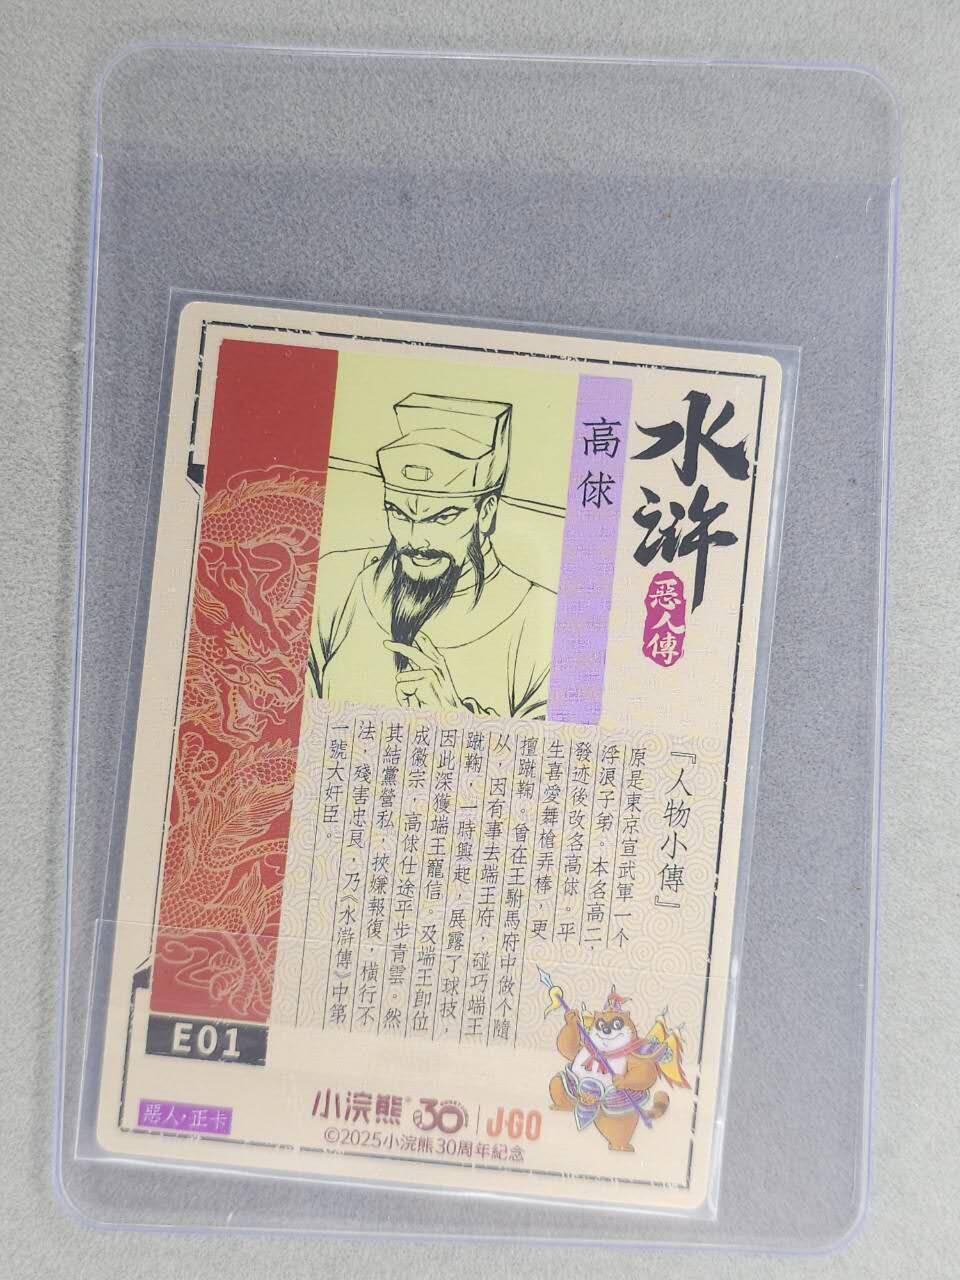 水滸
惡人傳
高俅
『人物小傳』
原是東京宣武軍一个
浮浪子弟。本名高二，
發迹後改名高俅。平
生喜愛舞槍弄棒，更
擅蹴鞠。曾在王駙馬府中做个隨
从，因有事去端王府，碰巧端王
蹴鞠，一時興起，展露了球技，
因此深獲端王寵信。及端王即位
成徽宗，高俅仕途平步青雲。然
其結黨營私，挾嫌報復，橫行不
法，殘害忠良，乃《水滸傳》中第
一號大奸臣。
E01
惡人·正卡
小浣熊 30 J·GO
©2025小浣熊30周年紀念